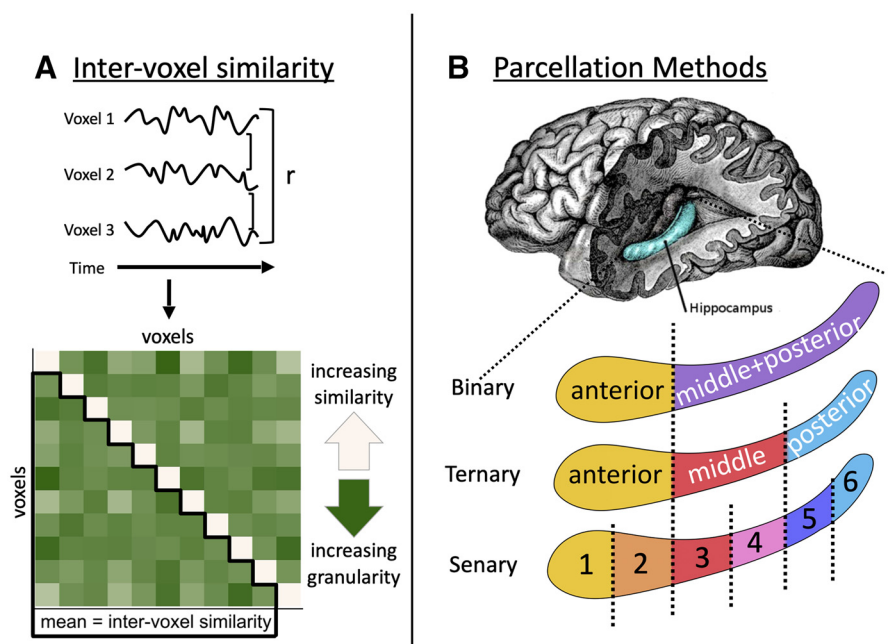 A Inter-voxel similarity
Voxel 1
Voxel 2
Voxel 3
r
Time
voxels
voxels
increasing
similarity
increasing
granularity
mean = inter-voxel similarity
B Parcellation Methods
Hippocampus
Binary
anterior
middle+posterior
Ternary
anterior
middle
posterior
Senary
1
2
3
4
5
6